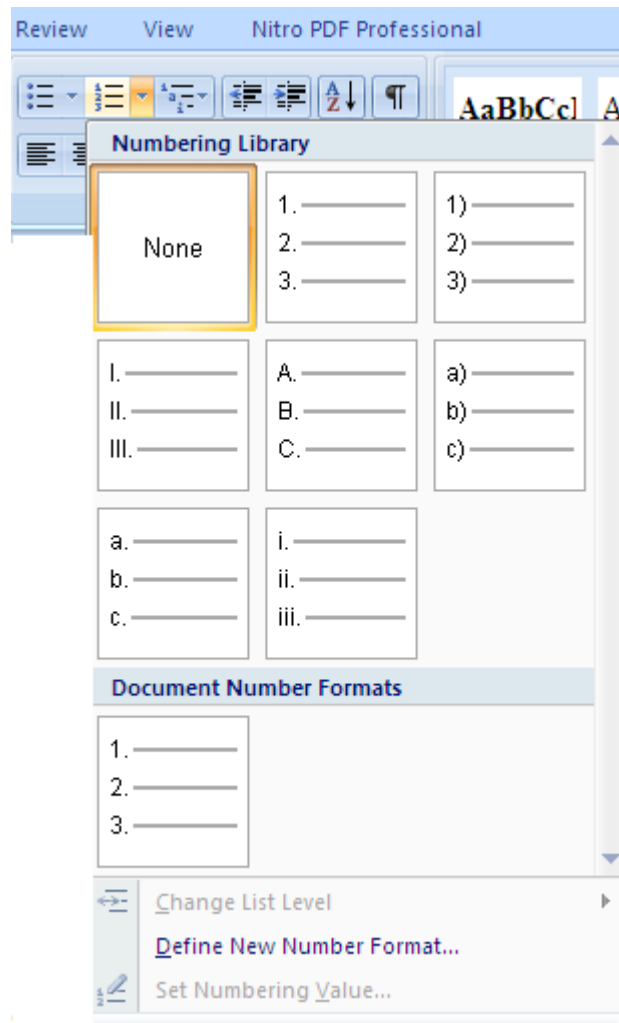 Review View Nitro PDF Professional
AaBbCc
Numbering Library
None
1.
2.
3.
1)
2)
3)
I.
II.
III.
A.
B.
C.
a)
b)
c)
a.
b.
c.
i.
ii.
iii.
Document Number Formats
1.
2.
3.
Change List Level
Define New Number Format...
Set Numbering Value...